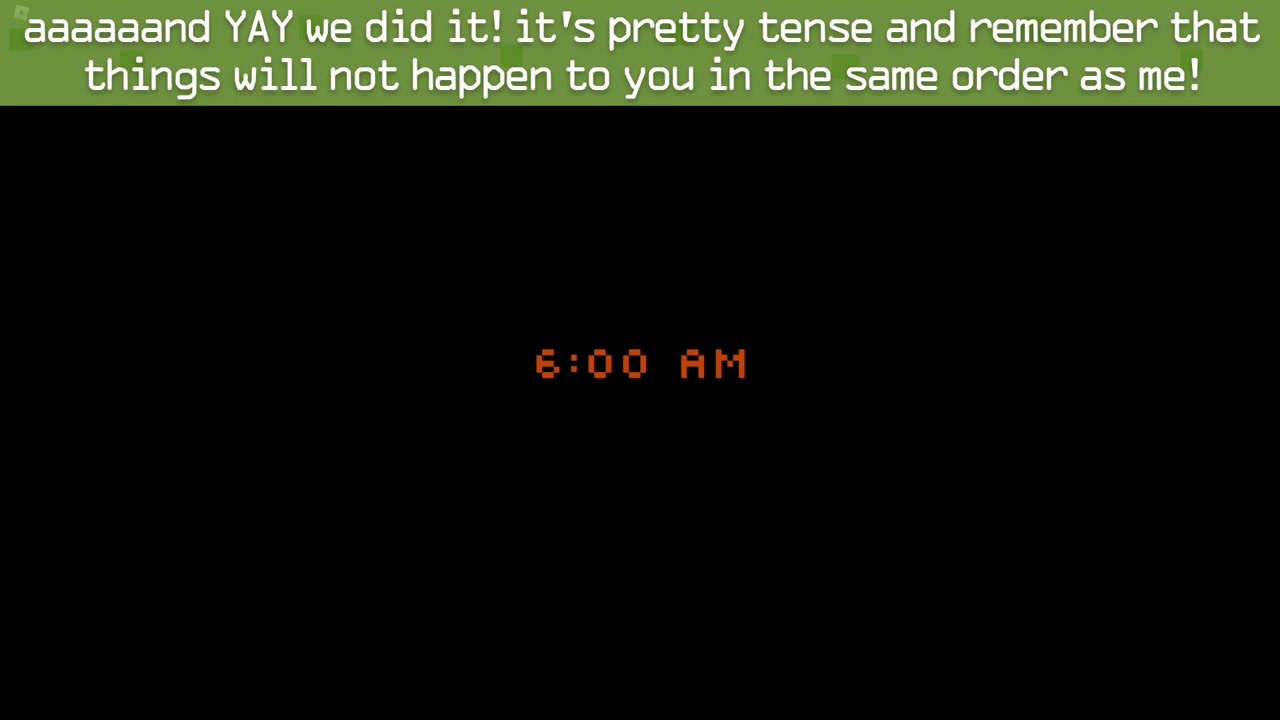 aaaaaand YAY we did it! it's pretty tense and remember that
things will not happen to you in the same order as me!
6:00 AM